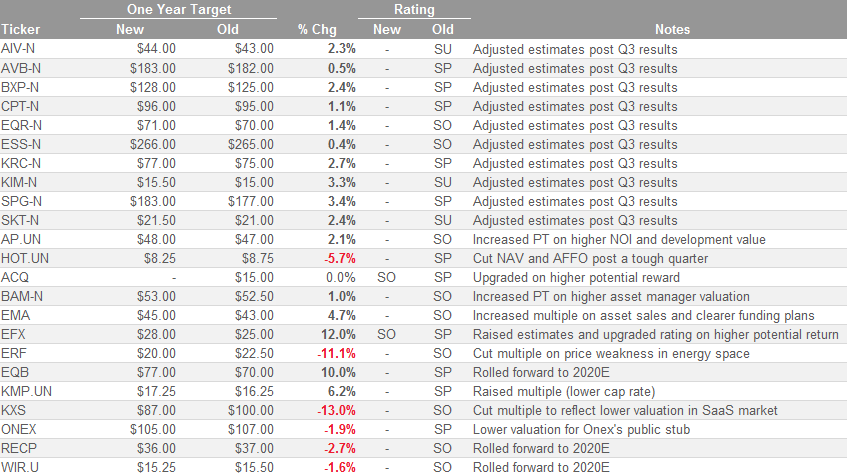 One Year Target Rating
Ticker New Old % Chg New Old Notes
AIV-N $44.00 $43.00 2.3% - SU Adjusted estimates post Q3 results
AVB-N $183.00 $182.00 0.5% - SP Adjusted estimates post Q3 results
BXP-N $128.00 $125.00 2.4% - SP Adjusted estimates post Q3 results
CPT-N $96.00 $95.00 1.1% - SP Adjusted estimates post Q3 results
EQR-N $71.00 $70.00 1.4% - SO Adjusted estimates post Q3 results
ESS-N $266.00 $265.00 0.4% - SO Adjusted estimates post Q3 results
KRC-N $77.00 $75.00 2.7% - SP Adjusted estimates post Q3 results
KIM-N $15.50 $15.00 3.3% - SU Adjusted estimates post Q3 results
SPG-N $183.00 $177.00 3.4% - SP Adjusted estimates post Q3 results
SKT-N $21.50 $21.00 2.4% - SU Adjusted estimates post Q3 results
AP.UN $48.00 $47.00 2.1% - SO Increased PT on higher NOI and development value
HOT.UN $8.25 $8.75 -5.7% - SP Cut NAV and AFFO post a tough quarter
ACQ - $15.00 0.0% SO SP Upgraded on higher potential reward
BAM-N $53.00 $52.50 1.0% - SO Increased PT on higher asset manager valuation
EMA $45.00 $43.00 4.7% - SO Increased multiple on asset sales and clearer funding plans
EFX $28.00 $25.00 12.0% SO SP Raised estimates and upgraded rating on higher potential return
ERF $20.00 $22.50 -11.1% - SO Cut multiple on price weakness in energy space
EQB $77.00 $70.00 10.0% - SP Rolled forward to 2020E
KMP.UN $17.25 $16.25 6.2% - SP Raised multiple (lower cap rate)
KXS $87.00 $100.00 -13.0% - SO Cut multiple to reflect lower valuation in SaaS market
ONEX $105.00 $107.00 -1.9% - SP Lower valuation for Onex's public stub
RECP $36.00 $37.00 -2.7% - SO Rolled forward to 2020E
WIR.U $15.25 $15.50 -1.6% - SO Rolled forward to 2020E